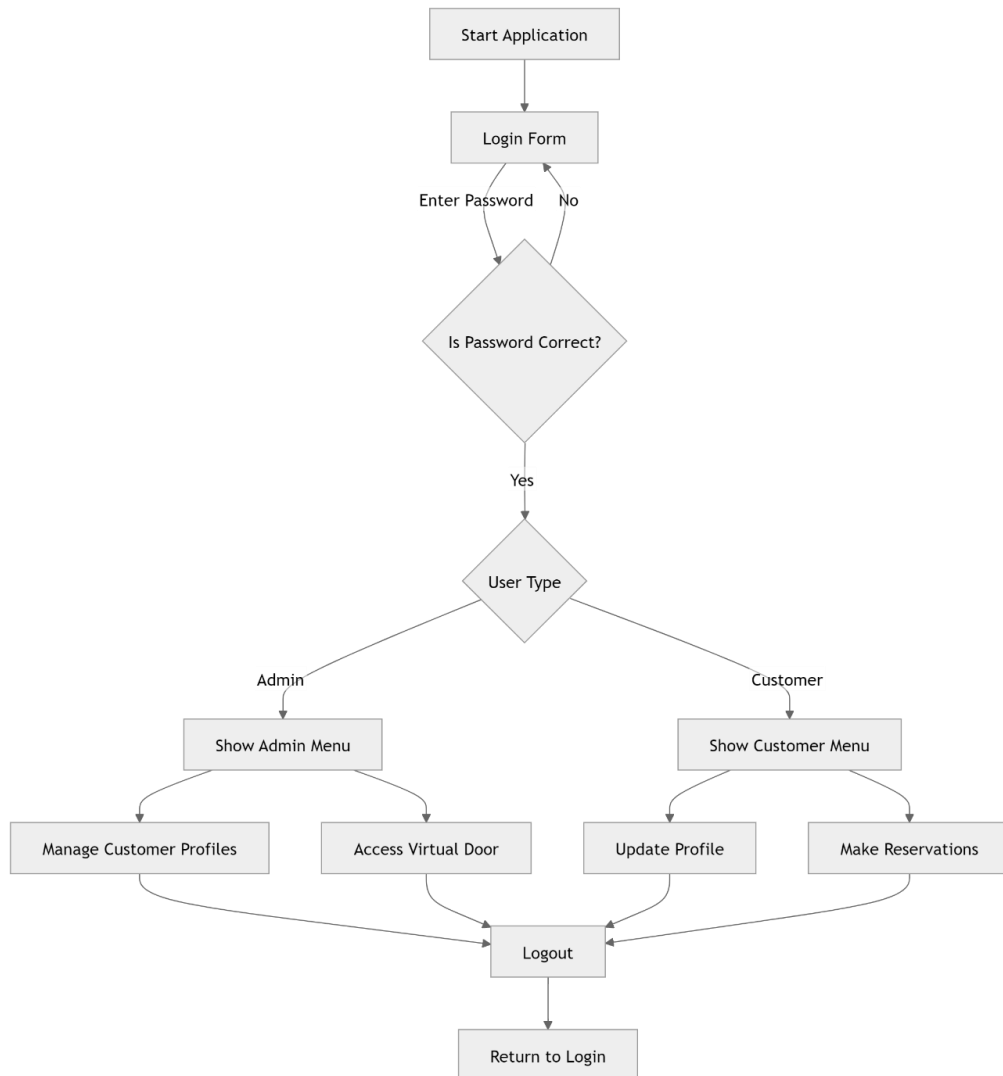 Start Application
Login Form
Enter Password
No
Is Password Correct?
Yes
User Type
Admin
Customer
Show Admin Menu
Show Customer Menu
Manage Customer Profiles
Access Virtual Door
Update Profile
Make Reservations
Logout
Return to Login